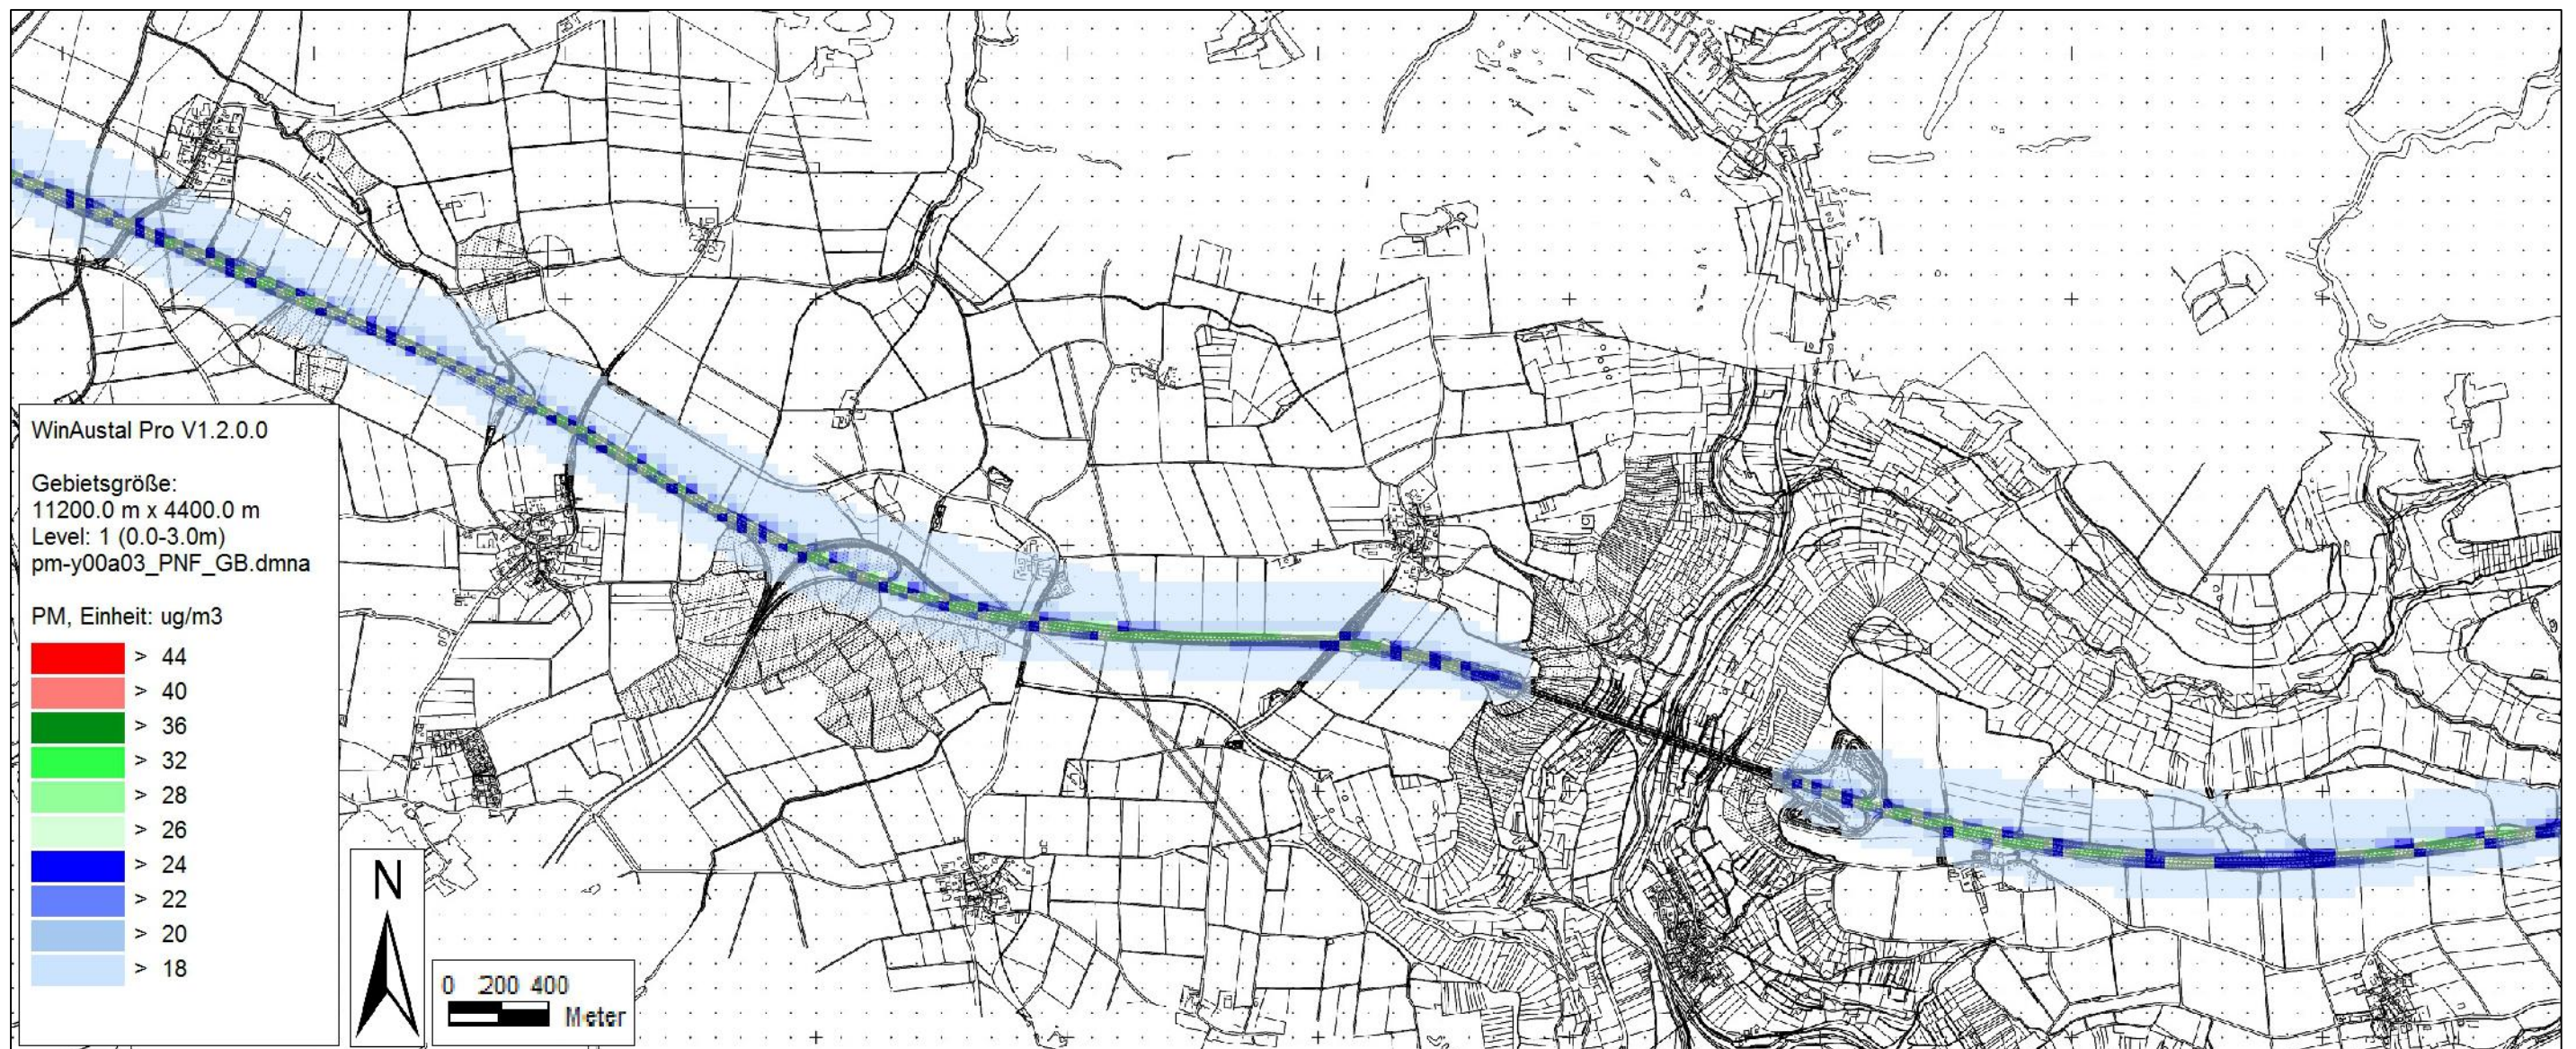 WinAustal Pro V1.2.0.0
Gebietsgröße:
11200.0 m x 4400.0 m
Level: 1 (0.0-3.0m)
pm-y00a03_PNF_GB.dmna
PM, Einheit: ug/m3
> 44
> 40
> 36
> 32
> 28
> 26
> 24
> 22
> 20
> 18
N
0 200 400
Meter